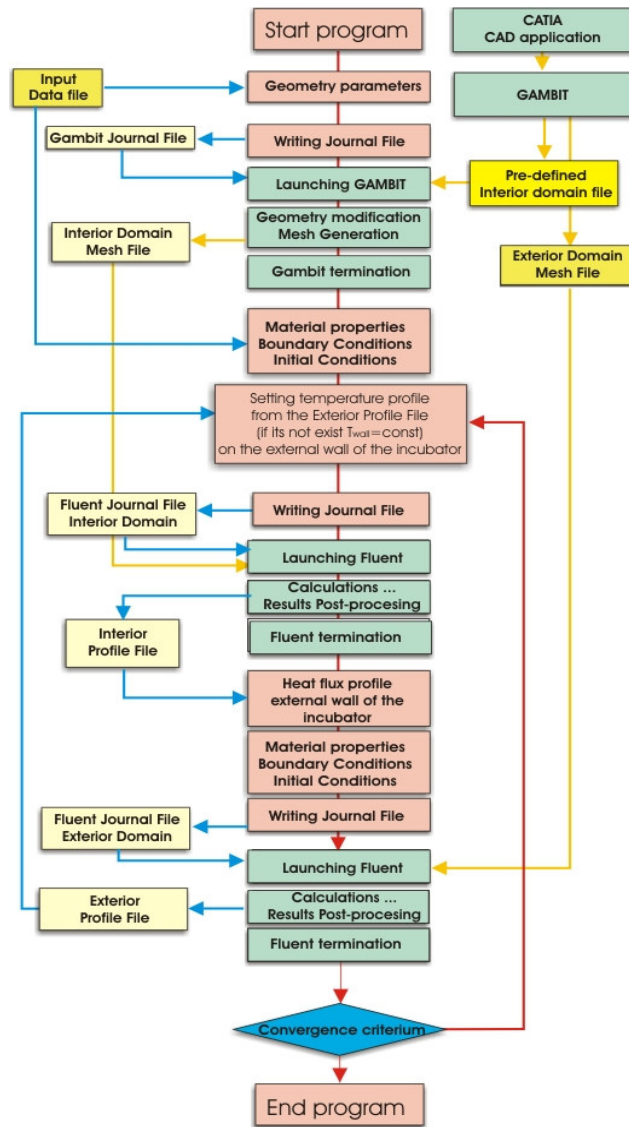 Start program
CATIA
CAD application
Input
Data file
Geometry parameters
GAMBIT
Gambit Journal File
Writing Journal File
Launching GAMBIT
Pre-defined
Interior domain file
Interior Domain
Mesh File
Geometry modification
Mesh Generation
Exterior Domain
Mesh File
Gambit termination
Material properties
Boundary Conditions
Initial Conditions
Setting temperature profile
from the Exterior Profile File
(if its not exist Twall=const)
on the external wall of the incubator
Fluent Journal File
Interior Domain
Writing Journal File
Launching Fluent
Calculations ...
Results Post-procesing
Interior
Profile File
Fluent termination
Heat flux profile
external wall of the
incubator
Material properties
Boundary Conditions
Initial Conditions
Fluent Journal File
Exterior Domain
Writing Journal File
Launching Fluent
Exterior
Profile File
Calculations ...
Results Post-procesing
Fluent termination
Convergence criterium
End program